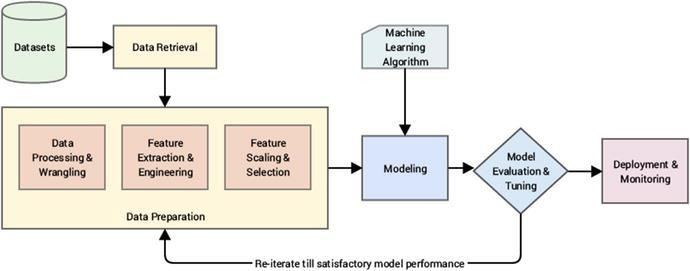 Datasets
Data Retrieval
Machine
Learning
Algorithm
Data
Processing &
Wrangling
Feature
Extraction &
Engineering
Feature
Scaling &
Selection
Data Preparation
Modeling
Model
Evaluation &
Tuning
Deployment &
Monitoring
Re-iterate till satisfactory model performance